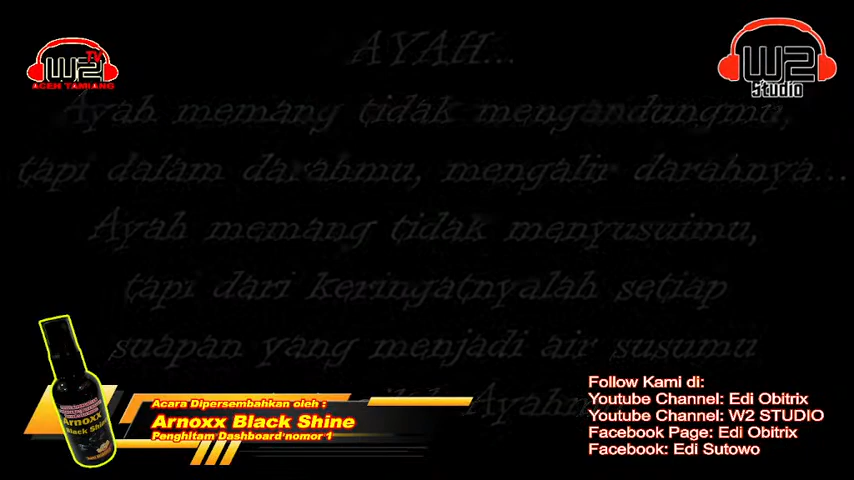 AYAH...
W2 TV
ACEH TAMIANG
W2
Studio
Ayah memang tidak mengandungmu,
tapi dalam darahmu, mengalir darahnya...
Ayah memang tidak menyusuimu,
tapi dari keringatnyalah setiap
suapan yang menjadi air susumu
Acara Dipersembahkan oleh :
Arnoxx Black Shine
Penghitam Dashboard nomor 1
Arnoxx
Black Shine
Follow Kami di:
Youtube Channel: Edi Obitrix
Youtube Channel: W2 STUDIO
Facebook Page: Edi Obitrix
Facebook: Edi Sutowo